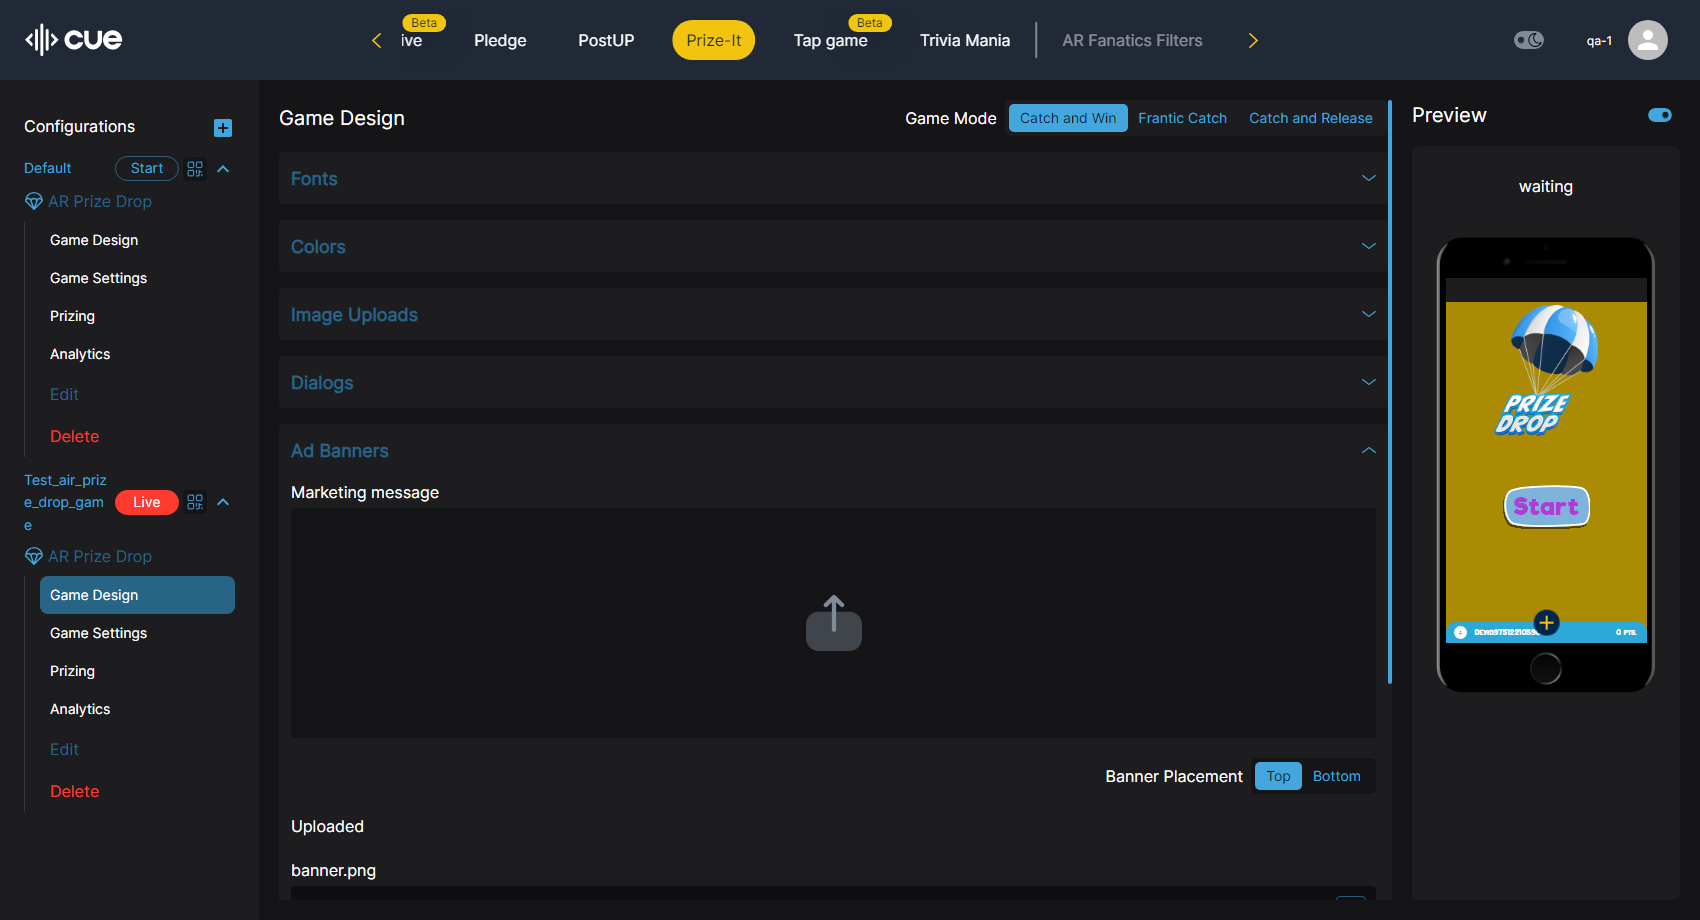 cue
Beta
ive
Pledge
PostUP
Prize-It
Beta
Tap game
Trivia Mania
AR Fanatics Filters
qa-1
Configurations
Default
Start
AR Prize Drop
Game Design
Game Settings
Prizing
Analytics
Edit
Delete
Test_air_priz
e_drop_gam
e
Live
AR Prize Drop
Game Design
Game Settings
Prizing
Analytics
Edit
Delete
Game Design
Game Mode
Catch and Win
Frantic Catch
Catch and Release
Fonts
Colors
Image Uploads
Dialogs
Ad Banners
Marketing message
Banner Placement
Top
Bottom
Uploaded
banner.png
Preview
waiting
PRIZE
DROP
Start
0 PTS.